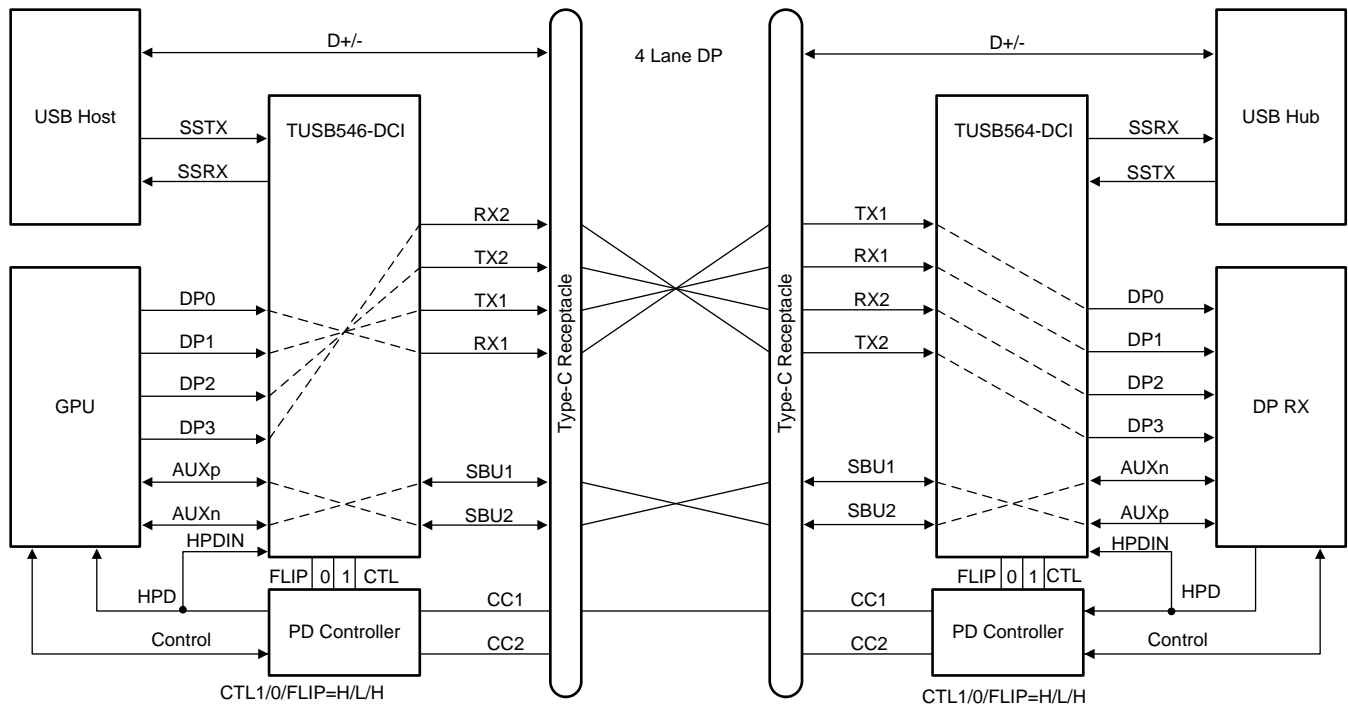 D+/-
4 Lane DP
D+/-
USB Host
TUSB546-DCI
TUSB564-DCI
USB Hub
SSTX
SSRX
SSRX
SSTX
RX2
TX2
TX1
RX1
TX1
RX1
RX2
TX2
Type-C Receptacle
Type-C Receptacle
GPU
DP0
DP1
DP2
DP3
AUXp
AUXn
HPDIN
SBU1
SBU2
SBU1
SBU2
DP0
DP1
DP2
DP3
AUXn
AUXp
HPDIN
DP RX
FLIP 0 1 CTL
FLIP 0 1 CTL
HPD
Control
PD Controller
CC1
CC2
CC1
CC2
PD Controller
HPD
Control
CTL1/0/FLIP=H/L/H
CTL1/0/FLIP=H/L/H